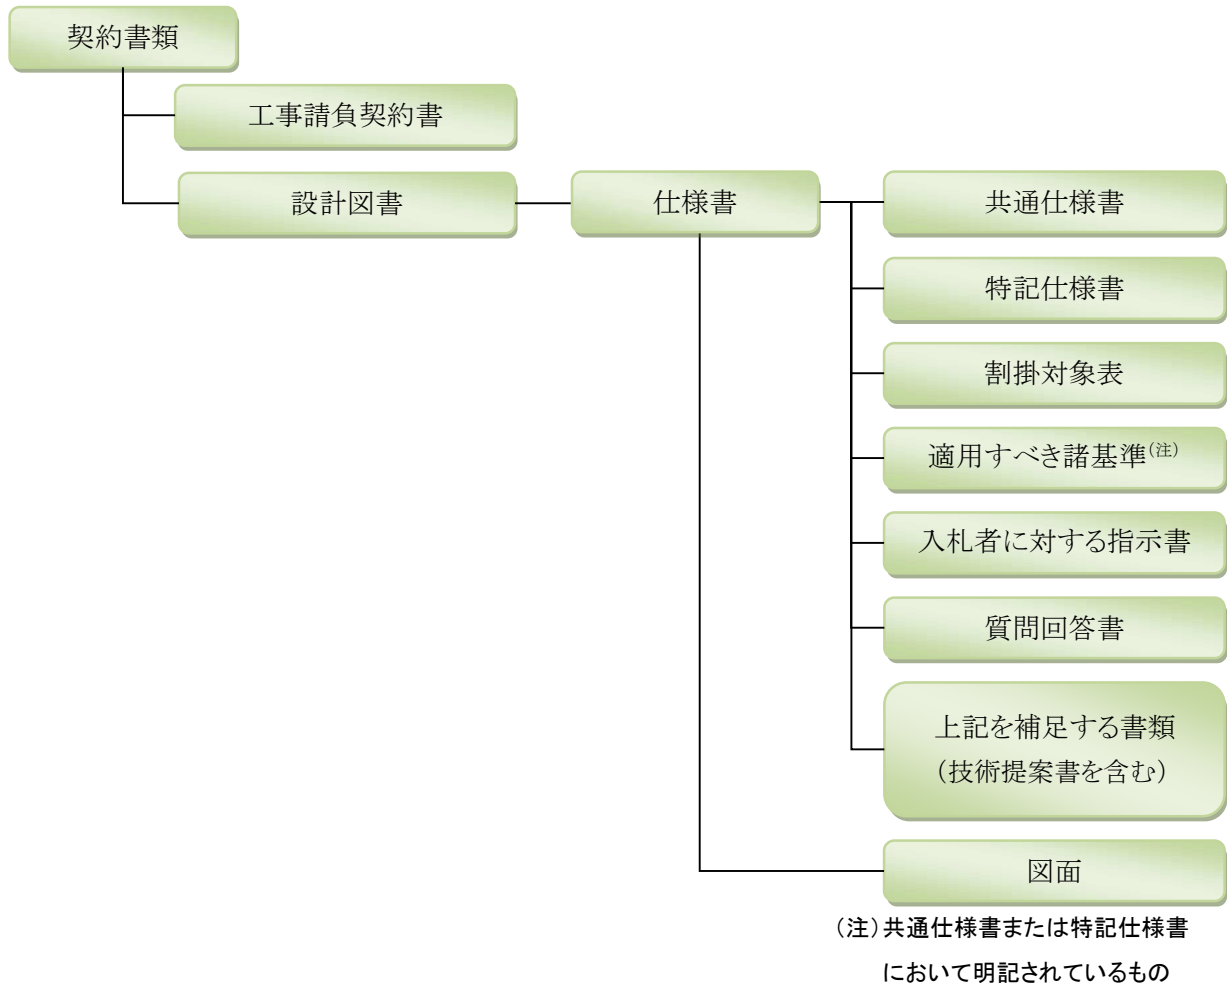 契約書類
工事請負契約書
設計図書
仕様書
共通仕様書
特記仕様書
割掛対象表
適用すべき諸基準(注)
入札者に対する指示書
質問回答書
上記を補足する書類
(技術提案書を含む)
図面
(注)共通仕様書または特記仕様書
において明記されているもの